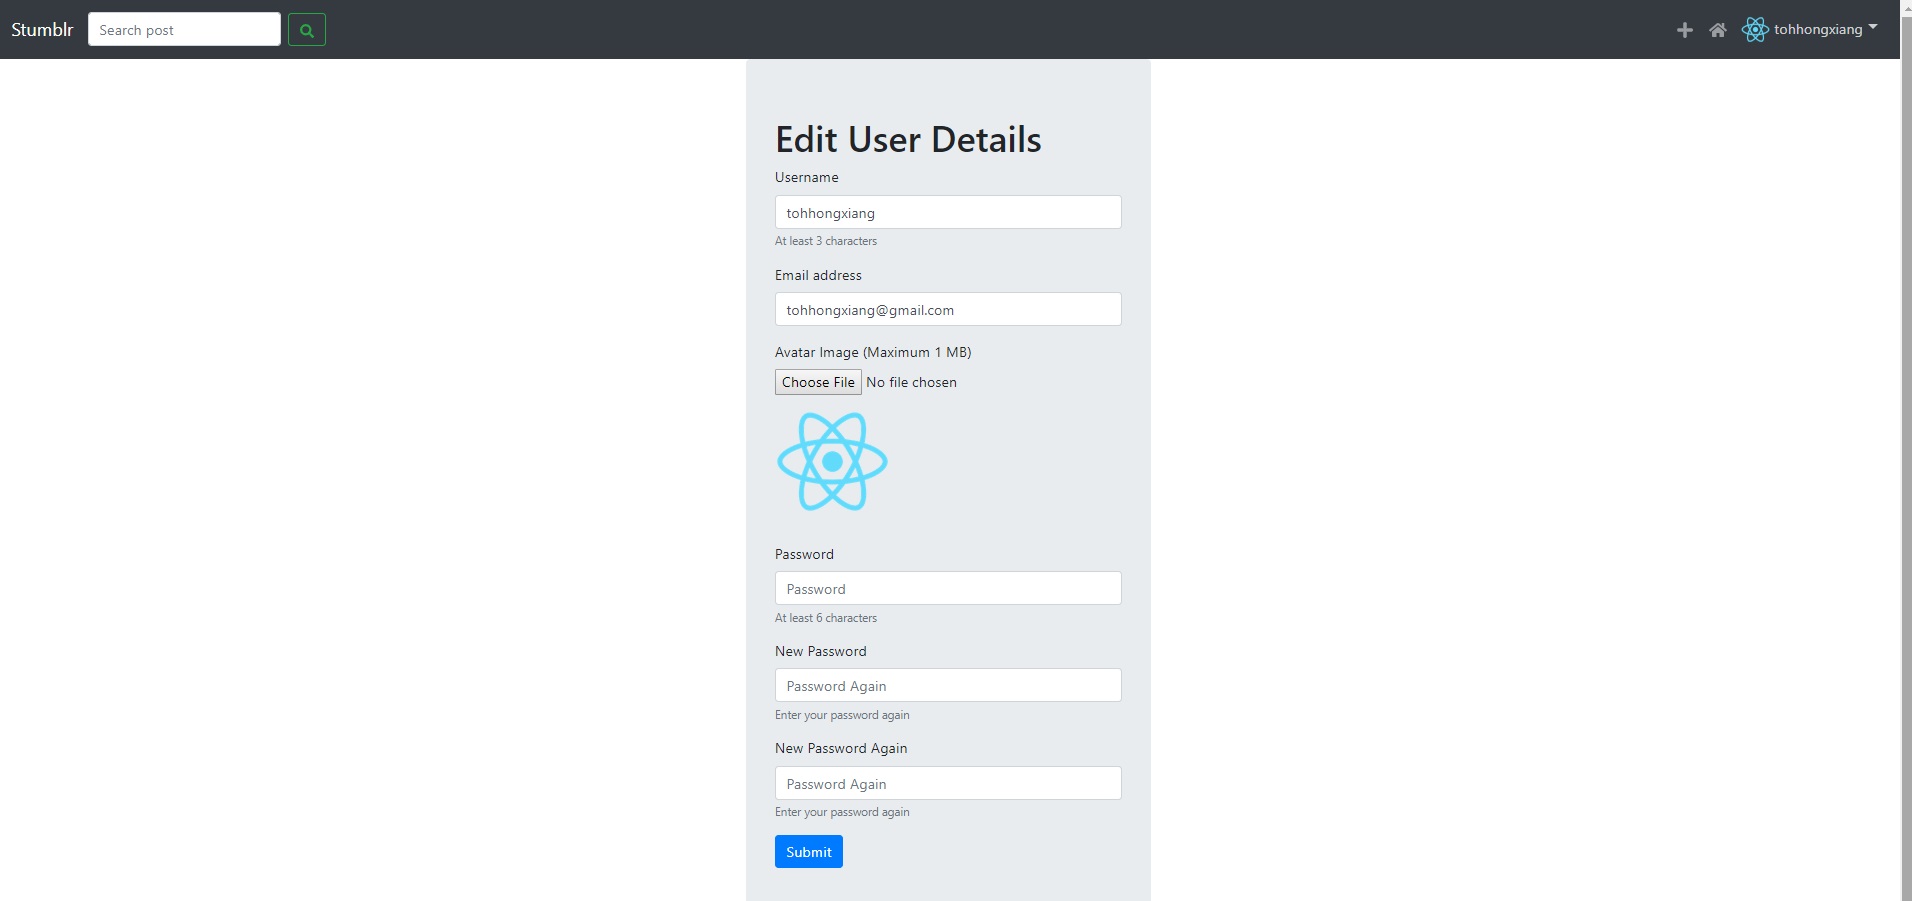 Stumblr
Search post
tohhongxiang
Edit User Details
Username
tohhongxiang
At least 3 characters
Email address
tohhongxiang@gmail.com
Avatar Image (Maximum 1 MB)
Choose File No file chosen
Password
Password
At least 6 characters
New Password
Password Again
Enter your password again
New Password Again
Password Again
Enter your password again
Submit